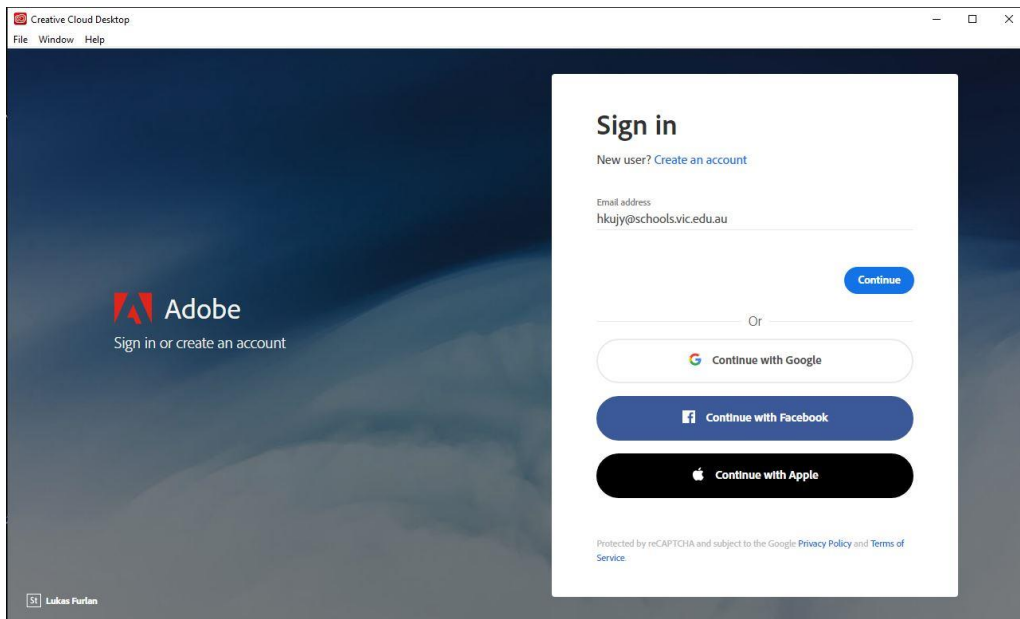 Creative Cloud Desktop
File Window Help
Sign in
New user? Create an account
Email address
hkujy@schools.vic.edu.au
Continue
Or
Continue with Google
Continue with Facebook
Continue with Apple
Protected by reCAPTCHA and subject to the Google Privacy Policy and Terms of
Service.
Adobe
Sign in or create an account
St Lukas Furlan